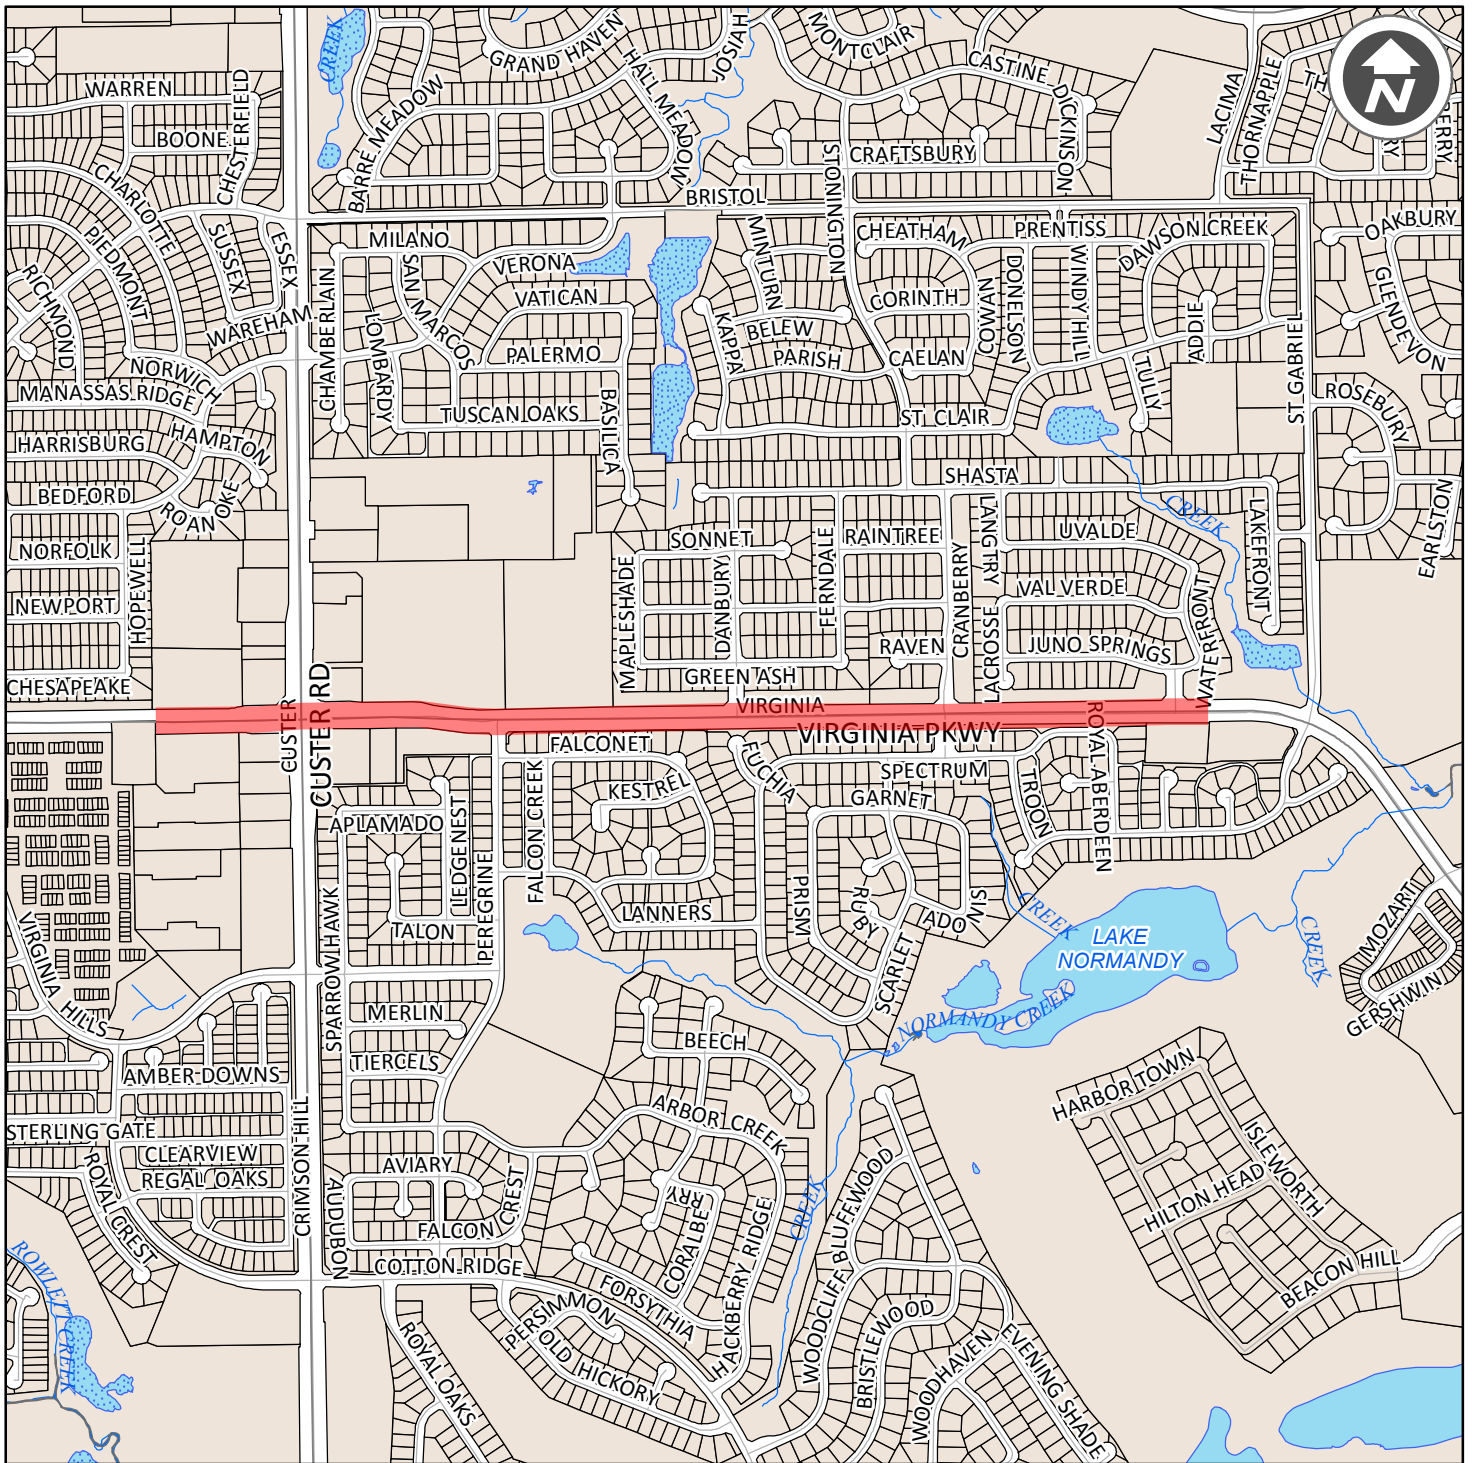 CREEK
GRAND HAVEN
HALL MEADOW
JOSIAH
MONTCLAIR
CASTINE
DICKINSON
LACIMA
THORNAPPLE
N
WARREN
BOONE
CHESTERFIELD
BARRE MEADOW
CHARLOTTE
STONINGTON
CRAFTSBURY
BRISTOL
PIEDMONT
SUSSEX
ESSEX
MILANO
VERONA
MINTURN
CHEATHAM
PRENTISS
DAWSON CREEK
OAKBURY
RICHMOND
CHAMBERLAIN
SAN MARCOS
VATICAN
CORINTH
COWAN
DONELSON
WINDY HILL
ADDIE
GLENDEVON
WAREHAM
LOMBARDY
PALERMO
KAPPA
BELEW
PARISH
CAELAN
TULLY
ST GABRIEL
NORWICH
MANASSAS RIDGE
HAMPTON
TUSCAN OAKS
BASILICA
ST CLAIR
ROSEBURY
HARRISBURG
BEDFORD
ROANOKE
SHASTA
LANGTRY
CREEK
LAKEFRONT
EARLSTON
NORFOLK
HOPEWELL
SONNET
RAINTREE
UVALDE
NEWPORT
MAPLESHADE
DANBURY
FERNDALE
CRANBERRY
VAL VERDE
WATERFRONT
LACROSSE
RAVEN
JUNO SPRINGS
CHESAPEAKE
GREEN ASH
CUSTER
CUSTER RD
VIRGINIA
VIRGINIA PKWY
ROYAL ABERDEEN
FALCONET
FUCHIA
SPECTRUM
TROON
FALCON CREEK
KESTREL
GARNET
APLAMADO
LEDGENEST
PEREGRINE
PRISM
RUBY
ADONIS
SPARROWHAWK
TALON
LANNERS
SCARLET
CREEK
LAKE
NORMANDY
CREEK
MOZART
GERSHWIN
VIRGINIA HILLS
MERLIN
NORMANDY CREEK
BEECH
TIERCELS
AMBER DOWNS
HARBOR TOWN
STERLING GATE
CRIMSON HILL
ARBOR CREEK
ISLEWORTH
CLEARVIEW
REGAL OAKS
ROYAL CREST
AVIARY
FALCON CREST
AUDUBON
CORALBERRY
HACKBERRY RIDGE
CREEK
BLUFFWOOD
HILTON HEAD
BEACON HILL
ROWLETT CREEK
COTTON RIDGE
FORSYTHIA
PERSIMMON
OLD HICKORY
ROYAL OAKS
WOODCLIFF
BRISTLEWOOD
WOODHAVEN
EVENING SHADE